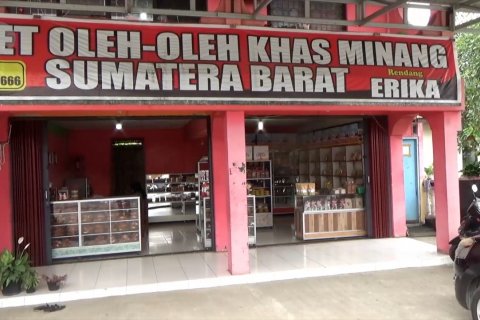 ET OLEH-OLEH KHAS MINANG
666
SUMATERA BARAT
Rendang
ERIKA